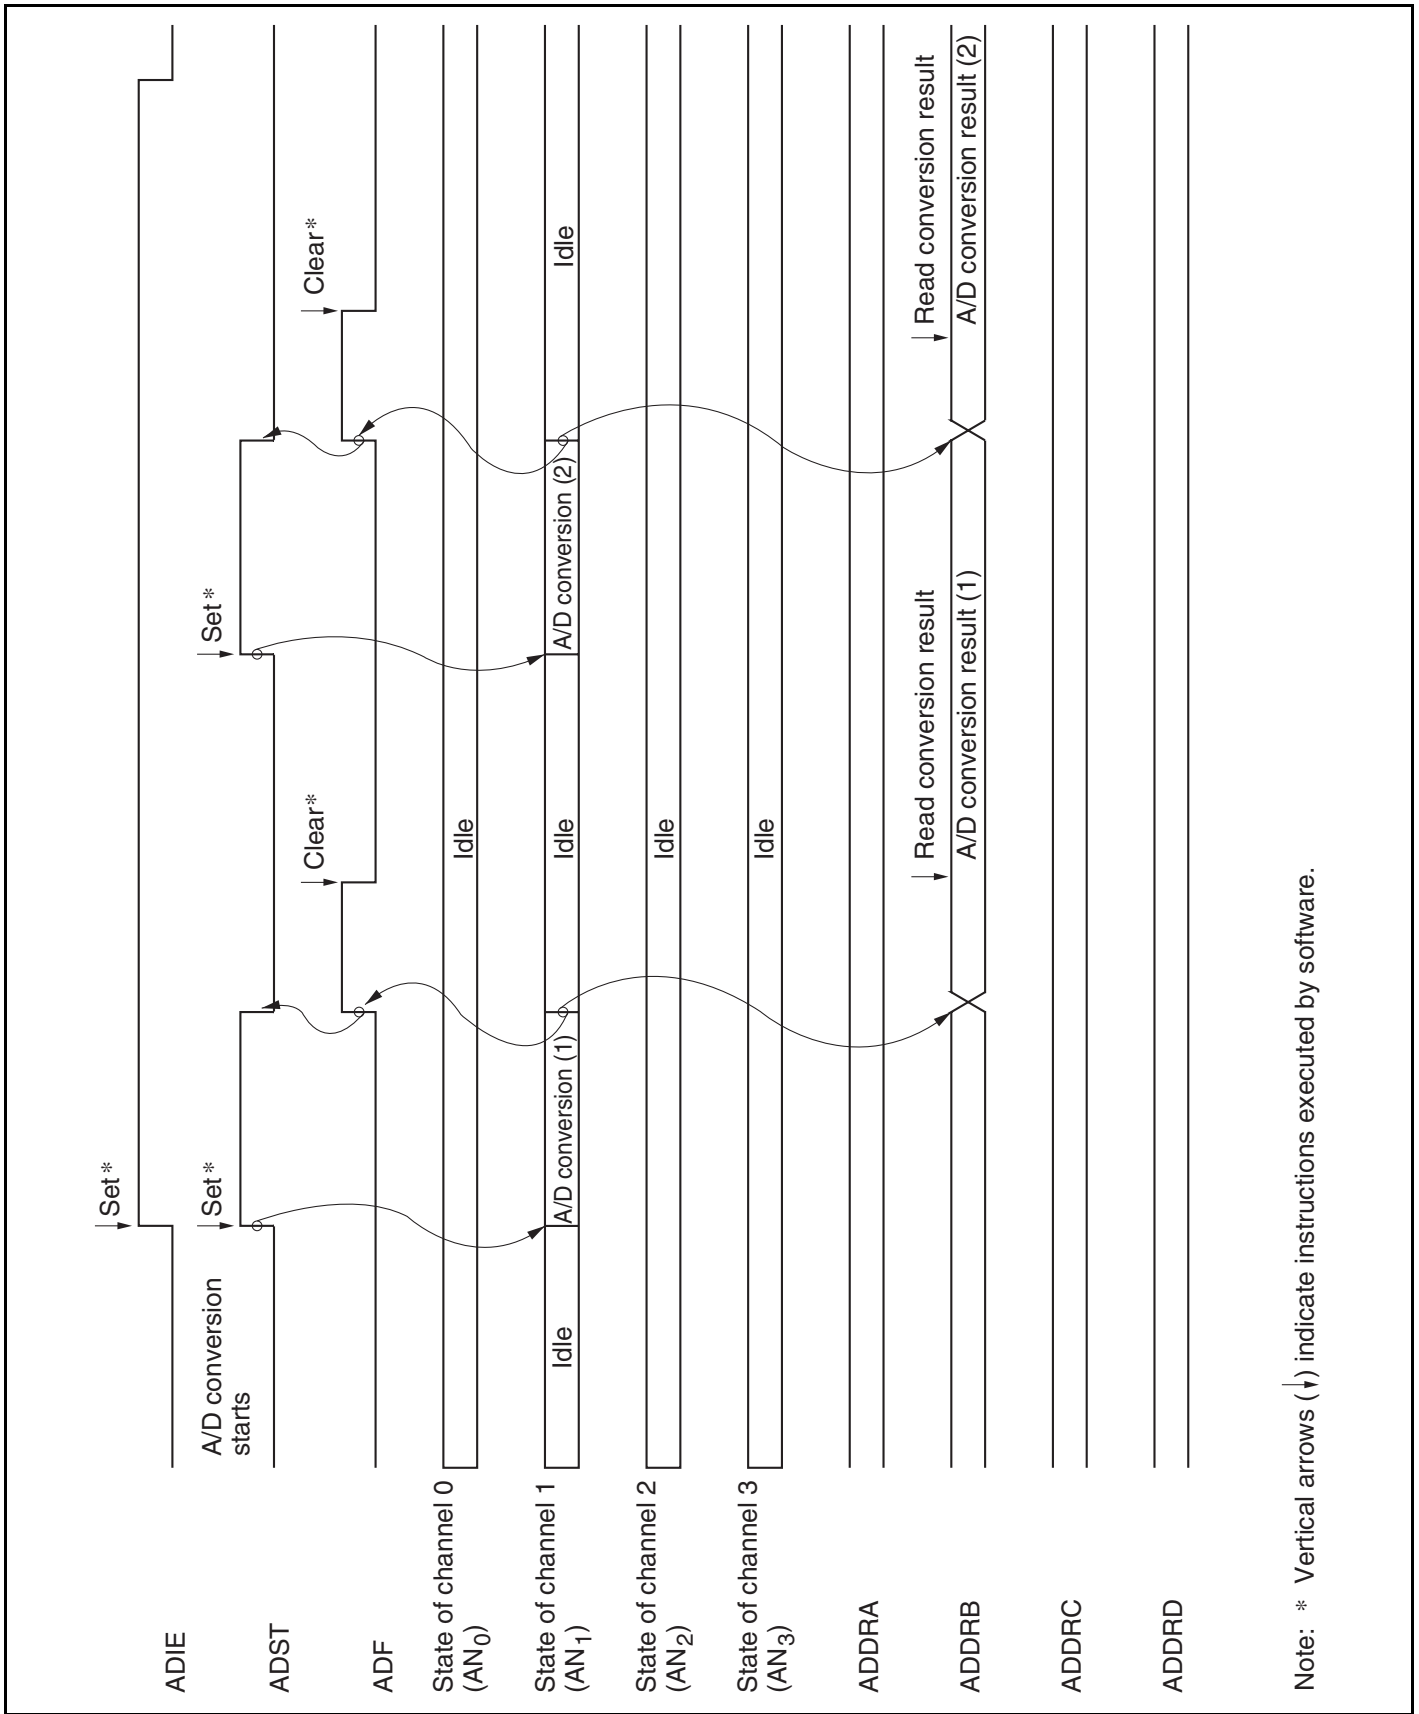 Set*
ADIE
A/D conversion
starts
Set*
Set*
ADST
Clear*
Clear*
ADF
State of channel 0
(AN0)
Idle
State of channel 1
(AN1)
Idle
A/D conversion (1)
Idle
A/D conversion (2)
Idle
State of channel 2
(AN2)
Idle
State of channel 3
(AN3)
Idle
ADDRA
Read conversion result
Read conversion result
ADDRB
A/D conversion result (1)
A/D conversion result (2)
ADDRC
ADDRD
Note: * Vertical arrows (↓) indicate instructions executed by software.